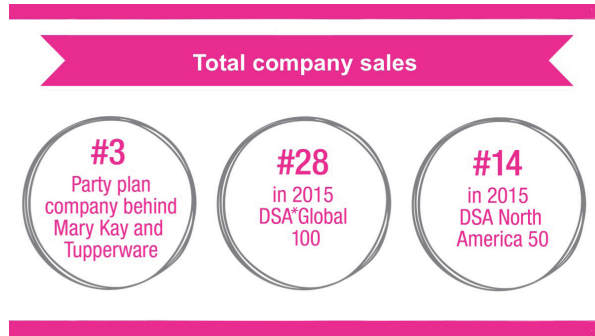 Total company sales
#3
Party plan
company behind
Mary Kay and
Tupperware
#28
in 2015
DSA*Global
100
#14
in 2015
DSA North
America 50